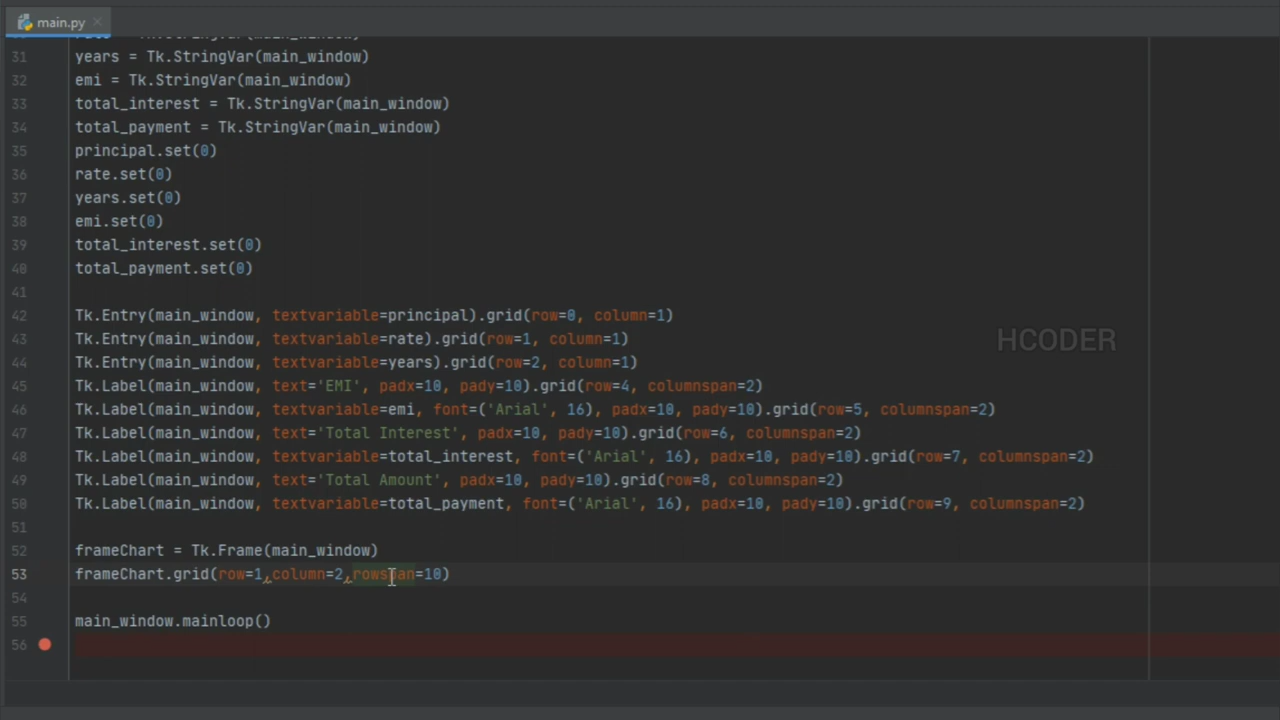 main.py
31 years = Tk.StringVar(main_window)
32 emi = Tk.StringVar(main_window)
33 total_interest = Tk.StringVar(main_window)
34 total_payment = Tk.StringVar(main_window)
35 principal.set(0)
36 rate.set(0)
37 years.set(0)
38 emi.set(0)
39 total_interest.set(0)
40 total_payment.set(0)
41
42 Tk.Entry(main_window, textvariable=principal).grid(row=0, column=1)
43 Tk.Entry(main_window, textvariable=rate).grid(row=1, column=1)
HCODER
44 Tk.Entry(main_window, textvariable=years).grid(row=2, column=1)
45 Tk.Label(main_window, text='EMI', padx=10, pady=10).grid(row=4, columnspan=2)
46 Tk.Label(main_window, textvariable=emi, font=('Arial', 16), padx=10, pady=10).grid(row=5, columnspan=2)
47 Tk.Label(main_window, text='Total Interest', padx=10, pady=10).grid(row=6, columnspan=2)
48 Tk.Label(main_window, textvariable=total_interest, font=('Arial', 16), padx=10, pady=10).grid(row=7, columnspan=2)
49 Tk.Label(main_window, text='Total Amount', padx=10, pady=10).grid(row=8, columnspan=2)
50 Tk.Label(main_window, textvariable=total_payment, font=('Arial', 16), padx=10, pady=10).grid(row=9, columnspan=2)
51
52 frameChart = Tk.Frame(main_window)
53 frameChart.grid(row=1,column=2,rowspan=10)
54
55 main_window.mainloop()
56